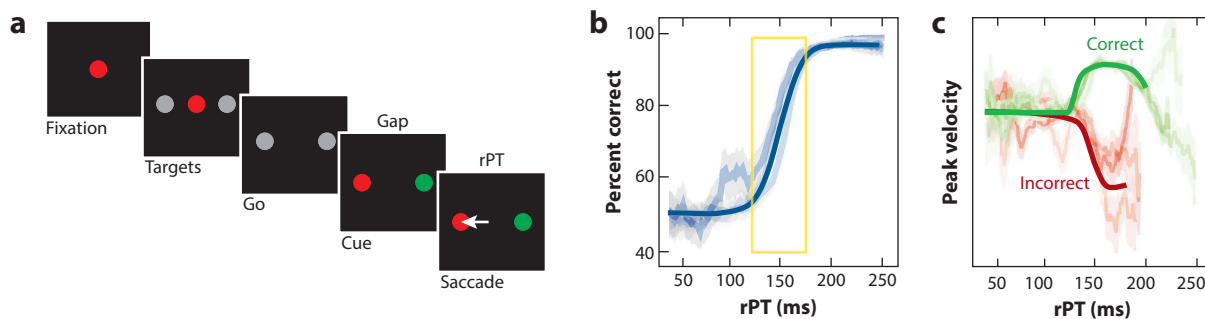 a
Fixation
Targets
Go
Gap
Cue
rPT
Saccade
b
Percent correct
100
80
60
40
50 100 150 200 250
rPT (ms)
c
Peak velocity
Correct
Incorrect
50 100 150 200 250
rPT (ms)